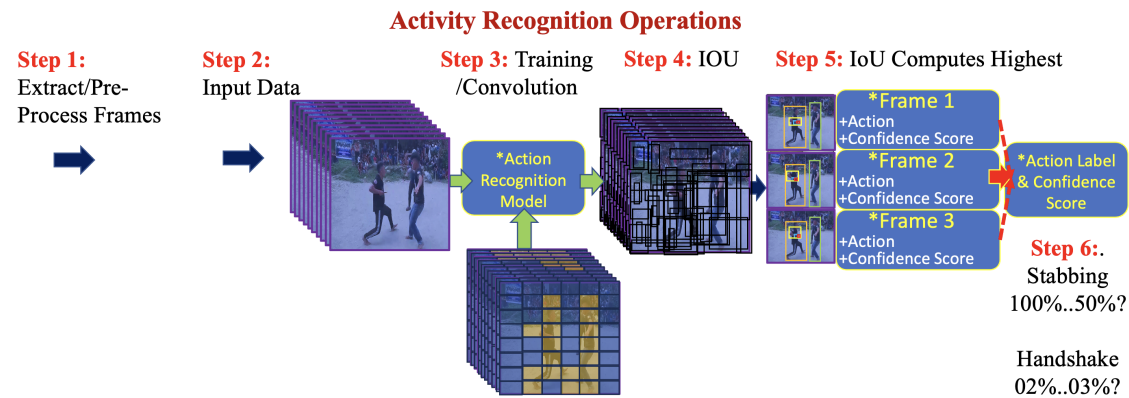 Activity Recognition Operations
Step 1:
Extract/Pre-
Process Frames
Step 2:
Input Data
Step 3: Training
/Convolution
Step 4: IOU
Step 5: IoU Computes Highest
*Action
Recognition
Model
*Frame 1
+Action
+Confidence Score
*Frame 2
+Action
+Confidence Score
*Frame 3
+Action
+Confidence Score
*Action Label
& Confidence
Score
Step 6:.
Stabbing
100%..50%?
Handshake
02%..03%?